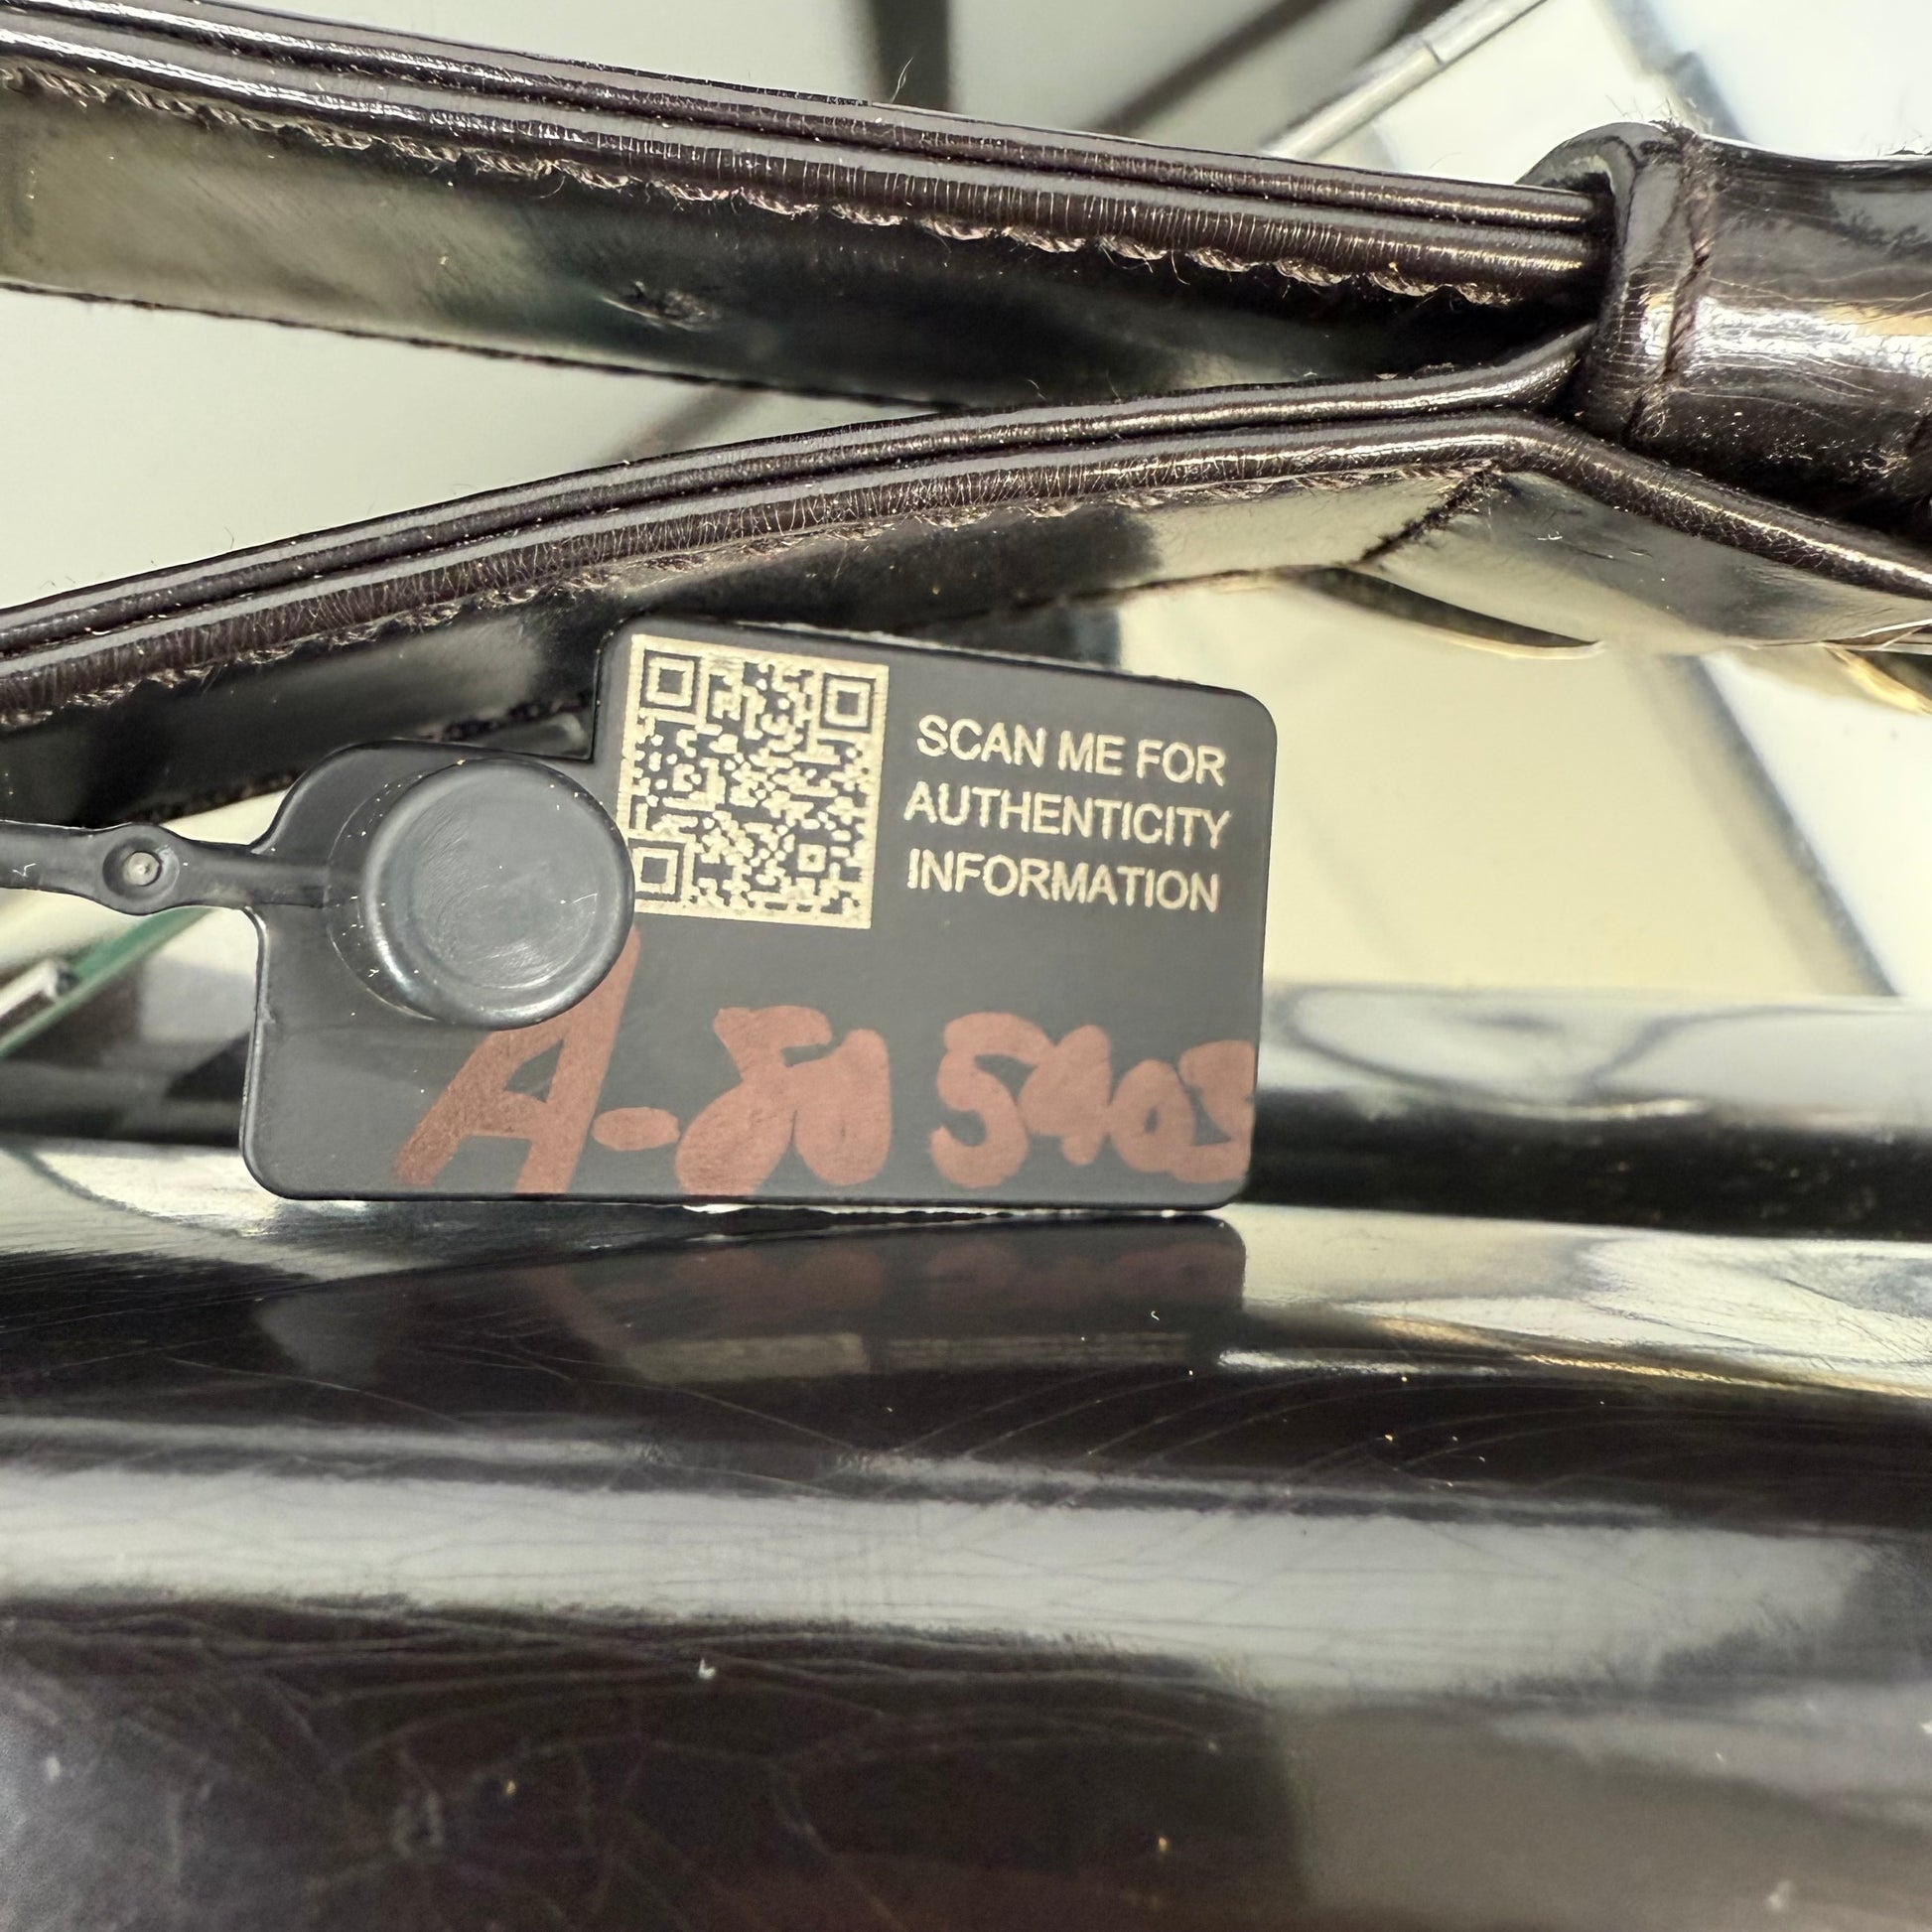 SCAN ME FOR
AUTHENTICITY
INFORMATION